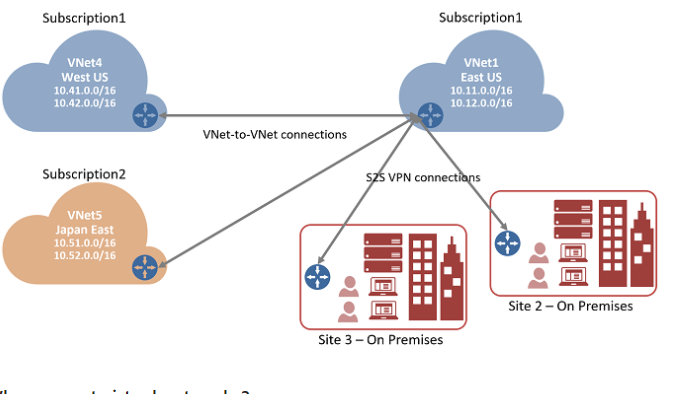 Subscription1
VNet4
West US
10.41.0.0/16
10.42.0.0/16
Subscription1
VNet1
East US
10.11.0.0/16
10.12.0.0/16
VNet-to-VNet connections
S2S VPN connections
Subscription2
VNet5
Japan East
10.51.0.0/16
10.52.0.0/16
Site 3 – On Premises
Site 2 – On Premises